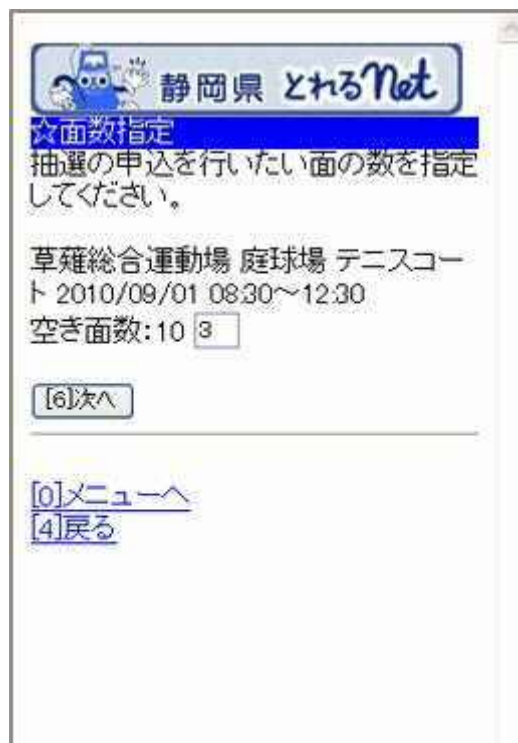 静岡県 とれるNet
☆面数指定
抽選の申込を行いたい面の数を指定
してください。
草薙総合運動場 庭球場 テニスコー
ト 2010/09/01 08:30～12:30
空き面数:10 3
[6]次へ
[0]メニューへ
[4]戻る